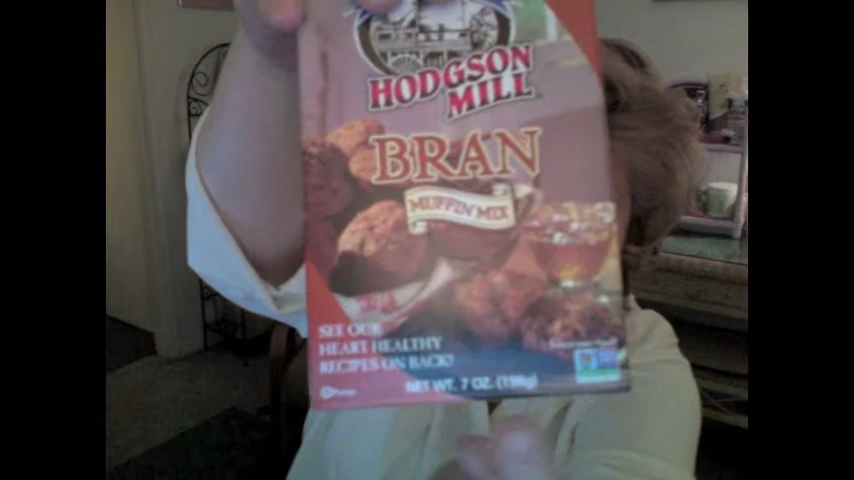 HODGSON
MILL
BRAN
MUFFIN MIX
SEE OUR
HEART HEALTHY
RECIPES ON BACK!
NET WT. 7 OZ. (198g)